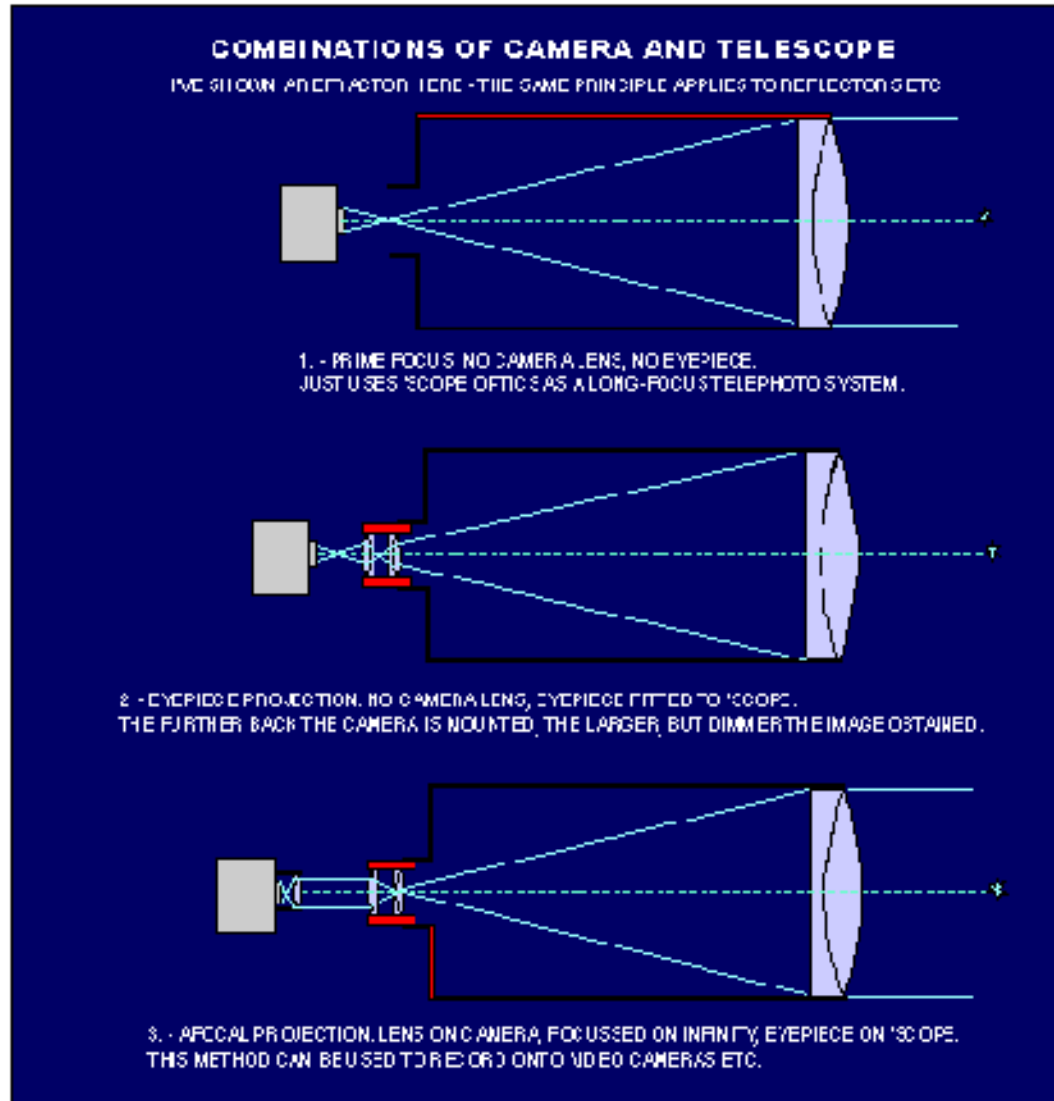 COMBINATIONS OF CAMERA AND TELESCOPE
I'VE SHOWN AN REFRACTOR HERE - THE SAME PRINCIPLE APPLIES TO REFLECTORS ETC
1. - PRIME FOCUS. NO CAMERA LENS, NO EYEPIECE.
JUST USES 'SCOPE OPTICS AS A LONG-FOCUS TELEPHOTO SYSTEM.
2. - EYEPIECE PROJECTION. NO CAMERA LENS, EYEPIECE FITTED TO 'SCOPE.
THE FURTHER BACK THE CAMERA IS MOUNTED, THE LARGER, BUT DIMMER THE IMAGE OBTAINED.
3. - AFOCAL PROJECTION. LENS ON CAMERA, FOCUSSED ON INFINITY, EYEPIECE ON 'SCOPE.
THIS METHOD CAN BE USED TO RECORD ONTO VIDEO CAMERAS ETC.